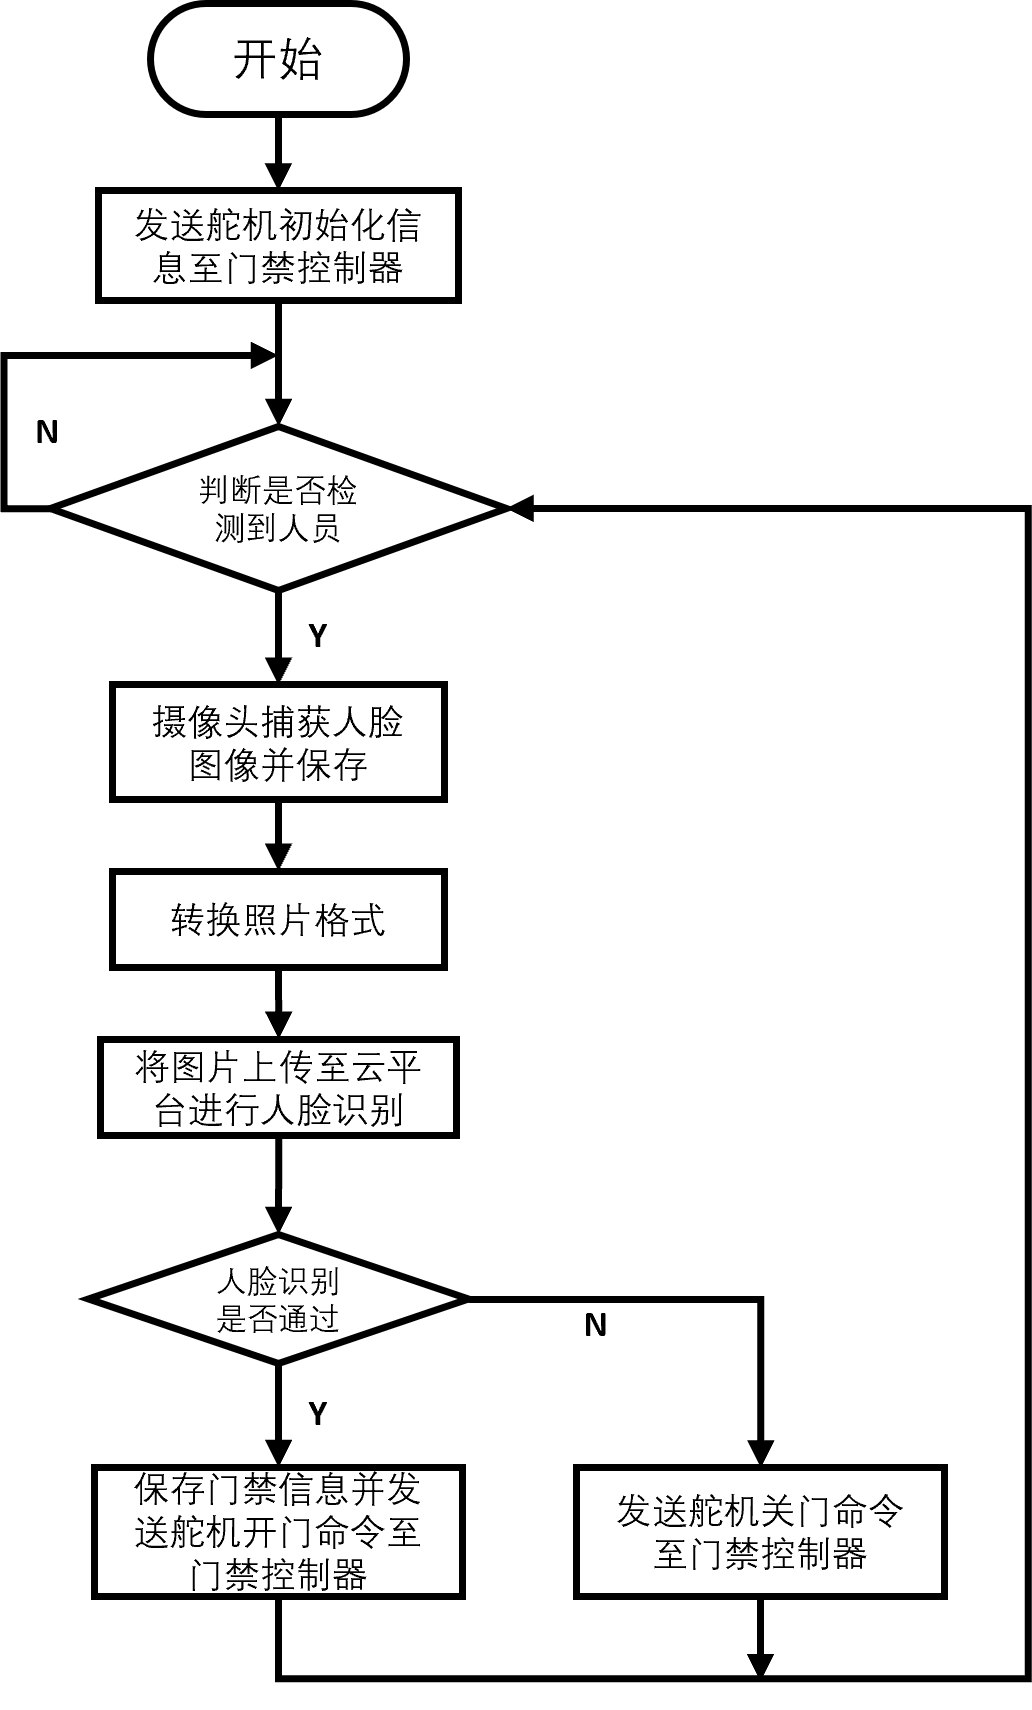 开始
发送舵机初始化信
息至门禁控制器
N
判断是否检
测到人员
Y
摄像头捕获人脸
图像并保存
转换照片格式
将图片上传至云平
台进行人脸识别
人脸识别
是否通过
N
Y
保存门禁信息并发
送舵机开门命令至
门禁控制器
发送舵机关门命令
至门禁控制器